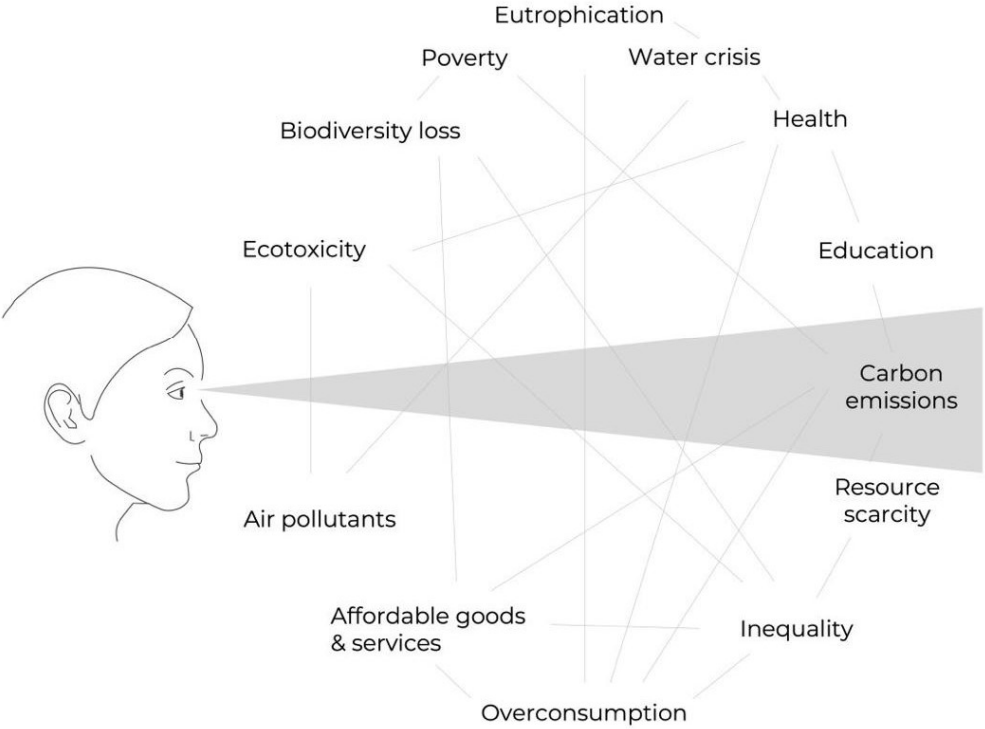 Eutrophication
Poverty
Water crisis
Biodiversity loss
Health
Ecotoxicity
Education
Carbon
emissions
Resource
scarcity
Air pollutants
Affordable goods
& services
Inequality
Overconsumption